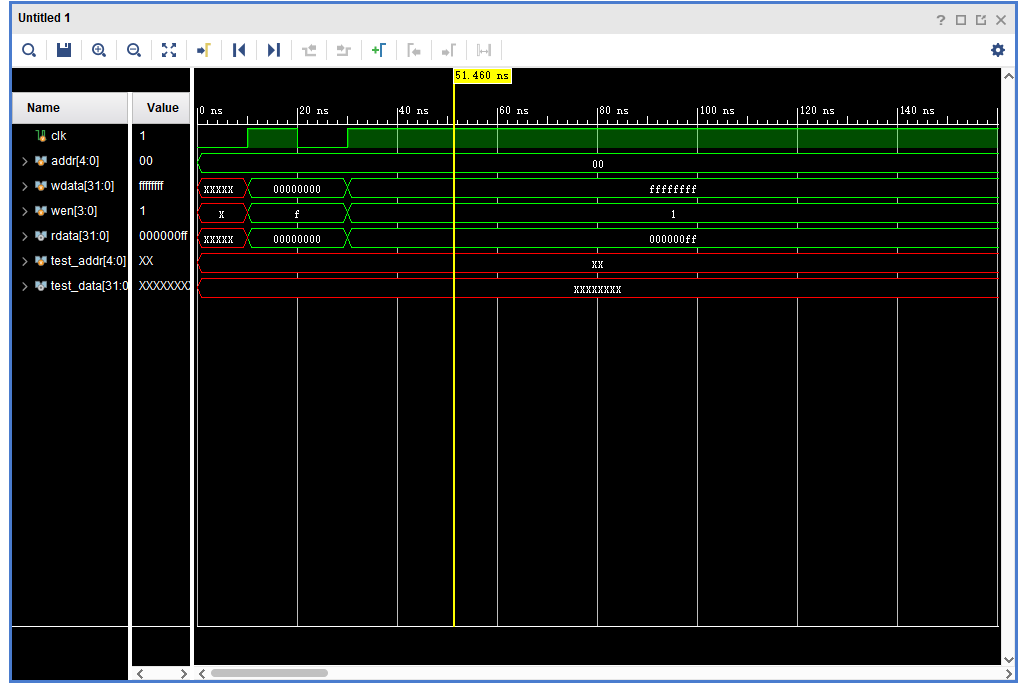 Untitled 1
?
51.460 ns
Name Value
0 ns 20 ns 40 ns 60 ns 80 ns 100 ns 120 ns 140 ns
clk 1
addr[4:0] 00 00
wdata[31:0] ffffffff XXXXX 00000000 ffffffff
wen[3:0] 1 X f 1
rdata[31:0] 000000ff XXXXX 00000000 000000ff
test_addr[4:0] XX XX
test_data[31:0 XXXXXXXX XXXXXXXX